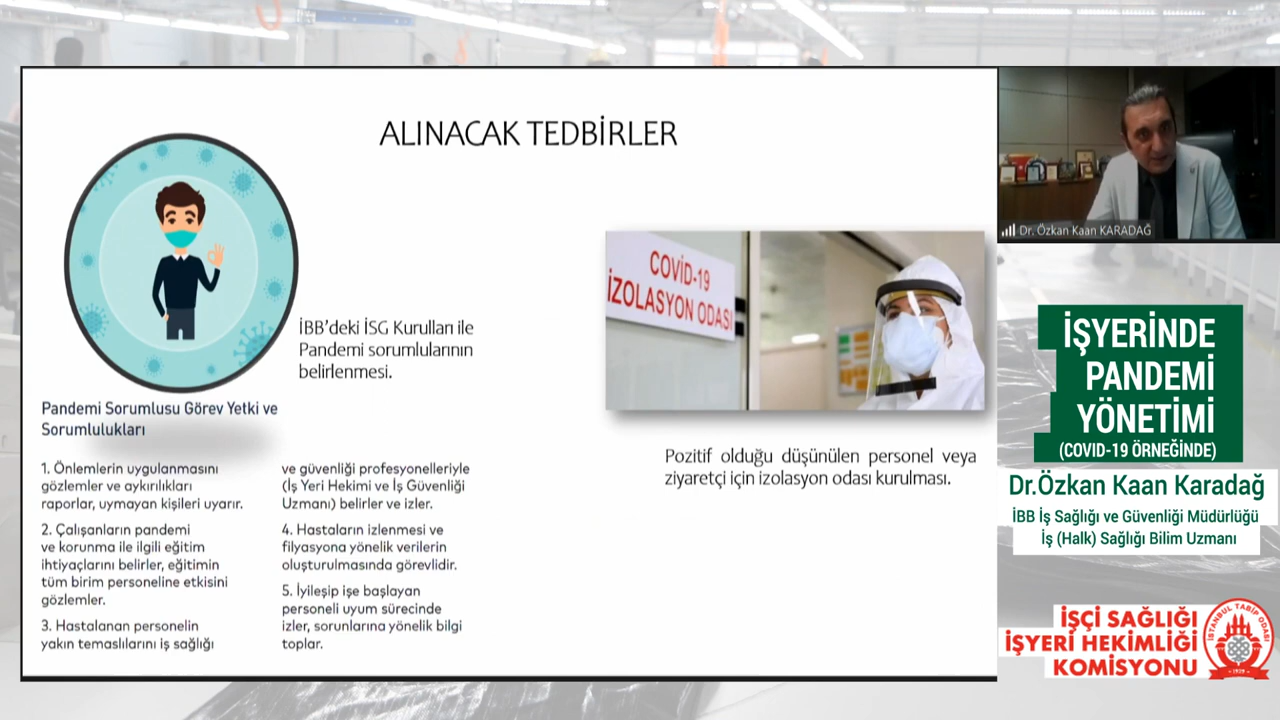 ALINACAK TEDBİRLER
İBB'deki İSG Kurulları ile
Pandemi sorumlularının
belirlenmesi.
Pandemi Sorumlusu Görev Yetki ve
Sorumlulukları
1. Önlemlerin uygulanmasını
gözlemler ve aykırılıkları
raporlar, uymayan kişileri uyarır.
2. Çalışanların pandemi
ve korunma ile ilgili eğitim
ihtiyaçlarını belirler, eğitimin
tüm birim personeline etkisini
gözlemler.
3. Hastalanan personelin
yakın temaslılarını iş sağlığı
ve güvenliği profesyonelleriyle
(İş Yeri Hekimi ve İş Güvenliği
Uzmanı) belirler ve izler.
4. Hastaların izlenmesi ve
filyasyona yönelik verilerin
oluşturulmasında görevlidir.
5. İyileşip işe başlayan
personeli uyum sürecinde
izler, sorunlarına yönelik bilgi
toplar.
COVİD-19
İZOLASYON ODASI
Pozitif olduğu düşünülen personel veya
ziyaretçi için izolasyon odası kurulması.
Dr. Özkan Kaan KARADAĞ
İŞYERİNDE
PANDEMİ
YÖNETİMİ
(COVID-19 ÖRNEĞİNDE)
Dr.Özkan Kaan Karadağ
İBB İş Sağlığı ve Güvenliği Müdürlüğü
İş (Halk) Sağlığı Bilim Uzmanı
İŞÇİ SAĞLIĞI
İŞYERİ HEKİMLİĞİ
KOMİSYONU
İSTANBUL TABİP ODASI
- 1929 -